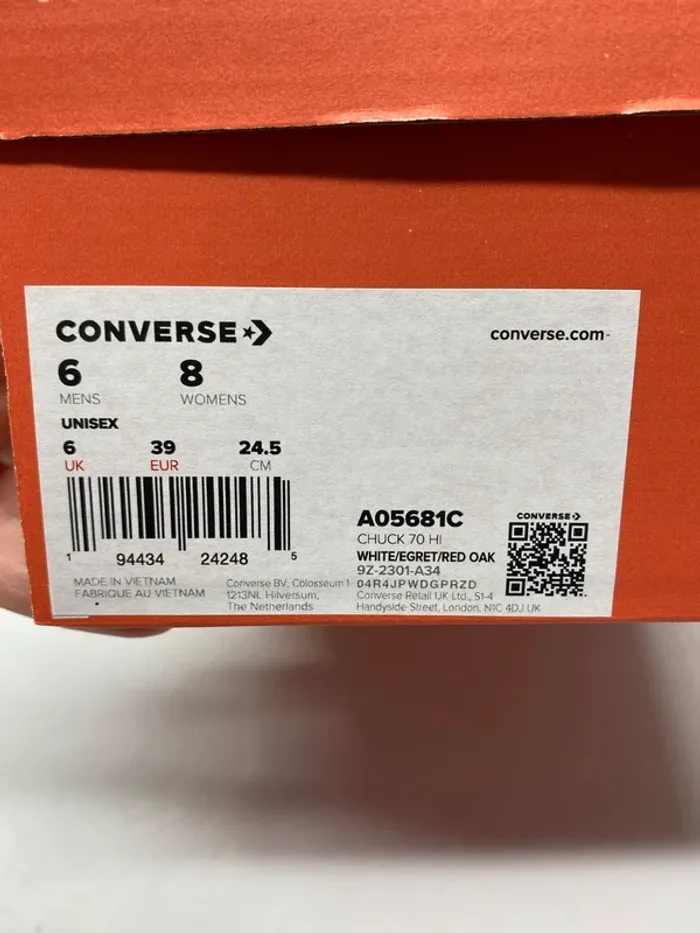 CONVERSE
converse.com
6 8
MENS WOMENS
UNISEX
6 39 24.5
UK EUR CM
1 94434 24248 5
MADE IN VIETNAM
FABRIQUE AU VIETNAM
Converse BV, Colosseum 1
1213NL Hilversum,
The Netherlands
A05681C
CHUCK 70 HI
WHITE/EGRET/RED OAK
9Z-2301-A34
04R4JPWDGPRZD
Converse Retail UK Ltd., S1-4
Handyside Street, London, N1C 4DJ UK
CONVERSE